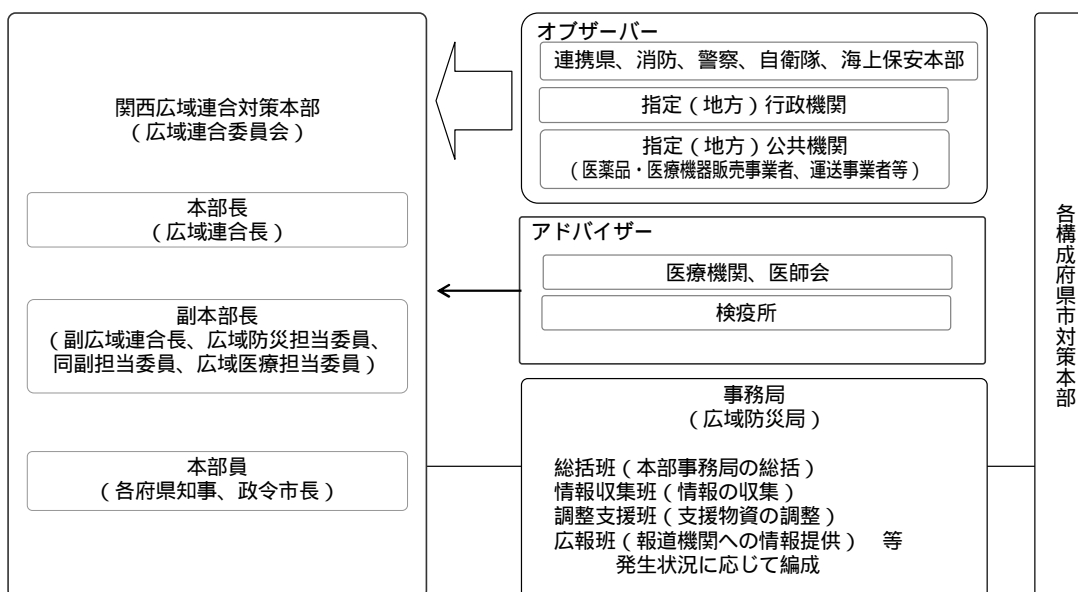 関西広域連合対策本部
（広域連合委員会）
本部長
（広域連合長）
副本部長
（副広域連合長、広域防災担当委員、
同副担当委員、広域医療担当委員）
本部員
（各府県知事、政令市長）
オブザーバー
連携県、消防、警察、自衛隊、海上保安本部
指定（地方）行政機関
指定（地方）公共機関
（医薬品・医療機器販売事業者、運送事業者等）
アドバイザー
医療機関、医師会
検疫所
事務局
（広域防災局）
総括班（本部事務局の総括）
情報収集班（情報の収集）
調整支援班（支援物資の調整）
広報班（報道機関への情報提供）　等
発生状況に応じて編成
各構成府県市対策本部